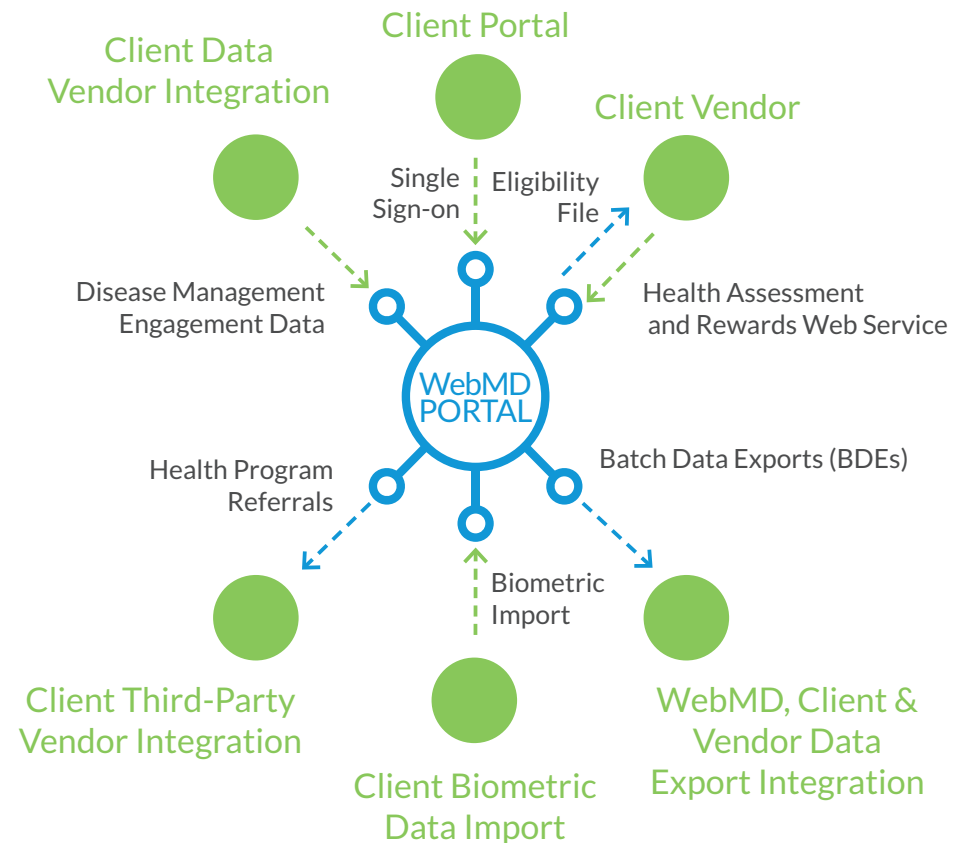 Client Portal
Client Data
Vendor Integration
Client Vendor
Single
Sign-on
Eligibility
File
Disease Management
Engagement Data
Health Assessment
and Rewards Web Service
WebMD
PORTAL
Health Program
Referrals
Batch Data Exports (BDEs)
Biometric
Import
Client Third-Party
Vendor Integration
WebMD, Client &
Vendor Data
Export Integration
Client Biometric
Data Import